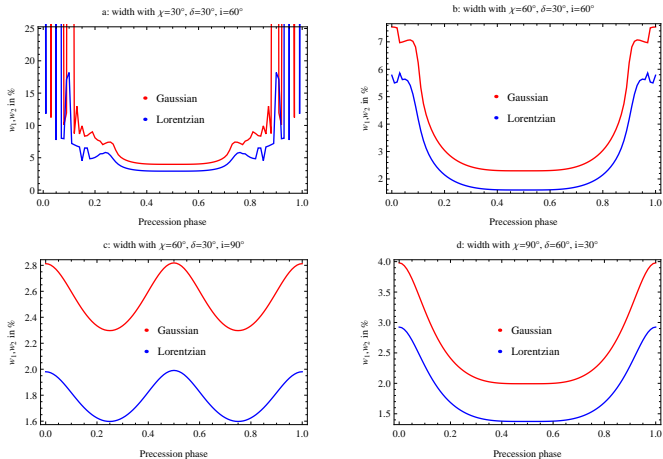 a: width with χ=30°, δ=30°, i=60°
w₁,w₂ in %
25
20
15
10
5
0
Gaussian
Lorentzian
0.0 0.2 0.4 0.6 0.8 1.0
Precession phase
b: width with χ=60°, δ=30°, i=60°
w₁,w₂ in %
7
6
5
4
3
2
Gaussian
Lorentzian
0.0 0.2 0.4 0.6 0.8 1.0
Precession phase
c: width with χ=60°, δ=30°, i=90°
w₁,w₂ in %
2.8
2.6
2.4
2.2
2.0
1.8
1.6
Gaussian
Lorentzian
0.0 0.2 0.4 0.6 0.8 1.0
Precession phase
d: width with χ=90°, δ=60°, i=30°
w₁,w₂ in %
4.0
3.5
3.0
2.5
2.0
1.5
Gaussian
Lorentzian
0.0 0.2 0.4 0.6 0.8 1.0
Precession phase